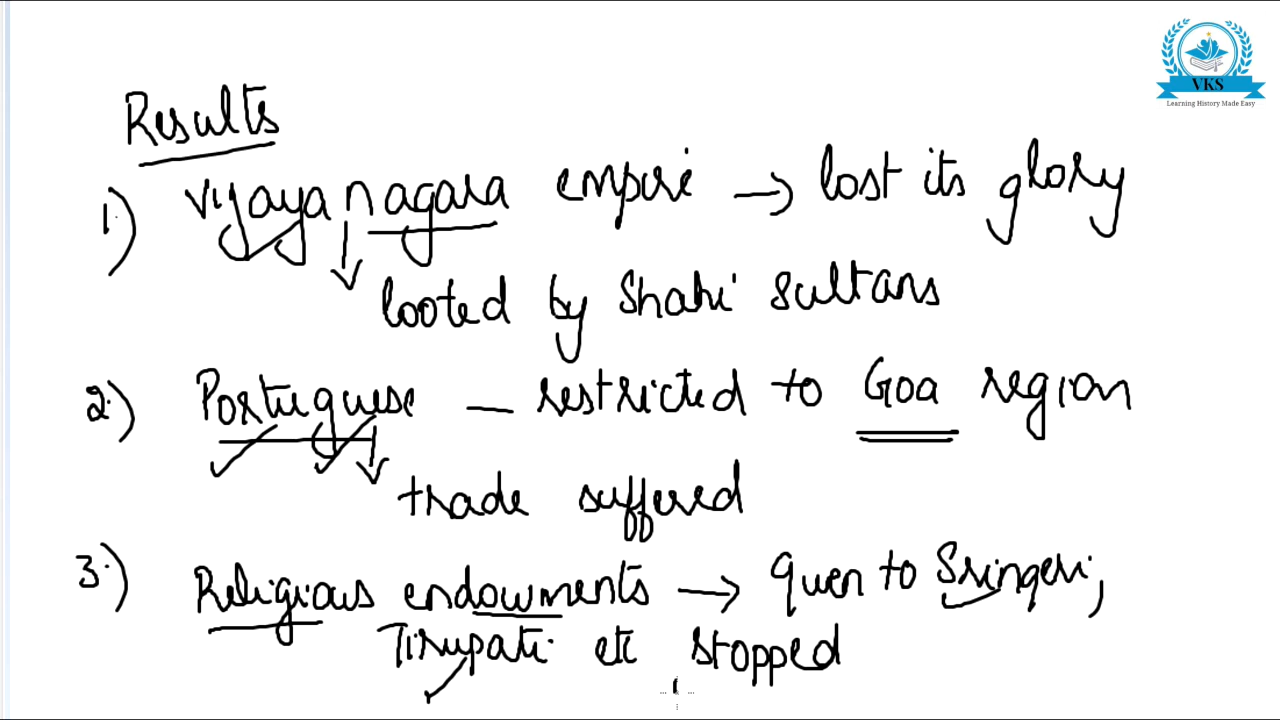 VKS
Learning History Made Easy
Results
1.) Vijayanagara empire → lost its glory
↓ looted by Shahi Sultans
2.) Portuguese — restricted to Goa region
↓ trade suffered
3.) Religious endowments → given to Sringeri,
Tirupati etc stopped